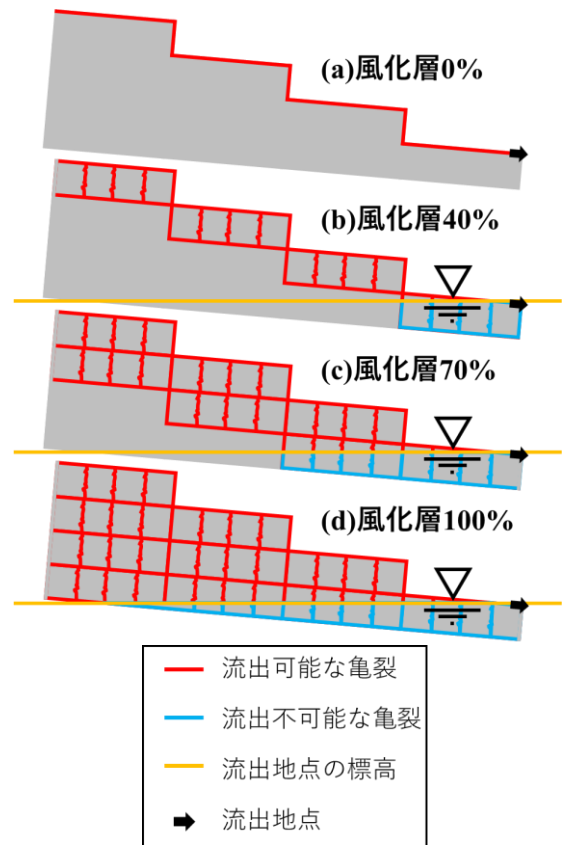 (a)風化層0%
(b)風化層40%
(c)風化層70%
(d)風化層100%
流出可能な亀裂
流出不可能な亀裂
流出地点の標高
流出地点